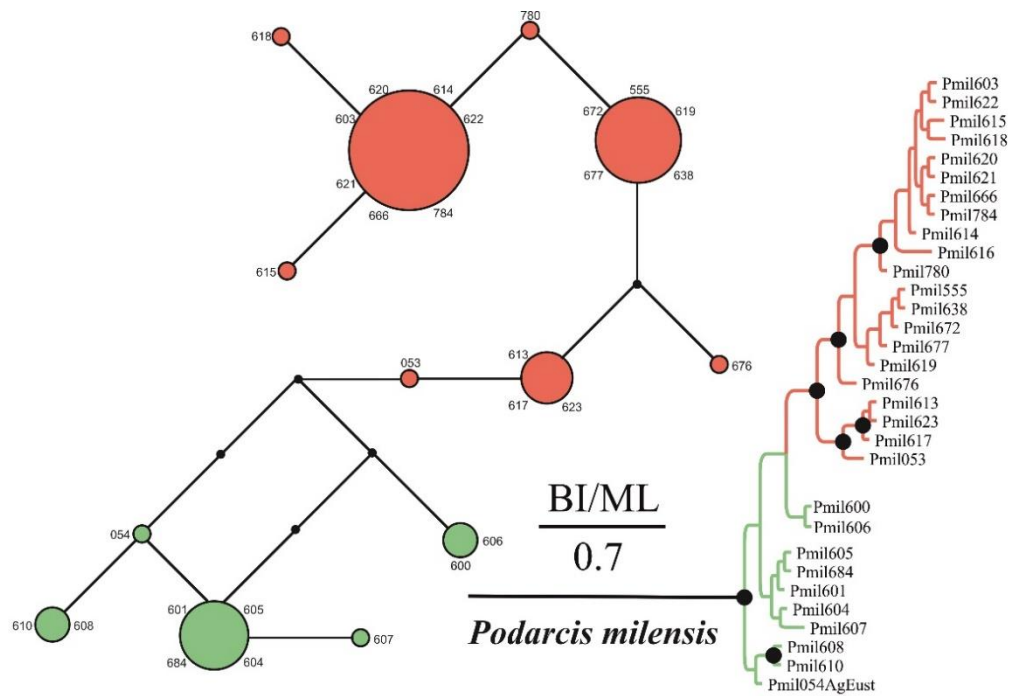 780
618
620 614
603 622
621
666 784
615
555
672 619
677 638
613
617 623
053
676
054
610 608
601 605
684 604
607
606
600
BI/ML
0.7
Podarcis milensis
Pmil603
Pmil622
Pmil615
Pmil618
Pmil620
Pmil621
Pmil666
Pmil784
Pmil614
Pmil616
Pmil780
Pmil555
Pmil638
Pmil672
Pmil677
Pmil619
Pmil676
Pmil613
Pmil623
Pmil617
Pmil053
Pmil600
Pmil606
Pmil605
Pmil684
Pmil601
Pmil604
Pmil607
Pmil608
Pmil610
Pmil054AgEust